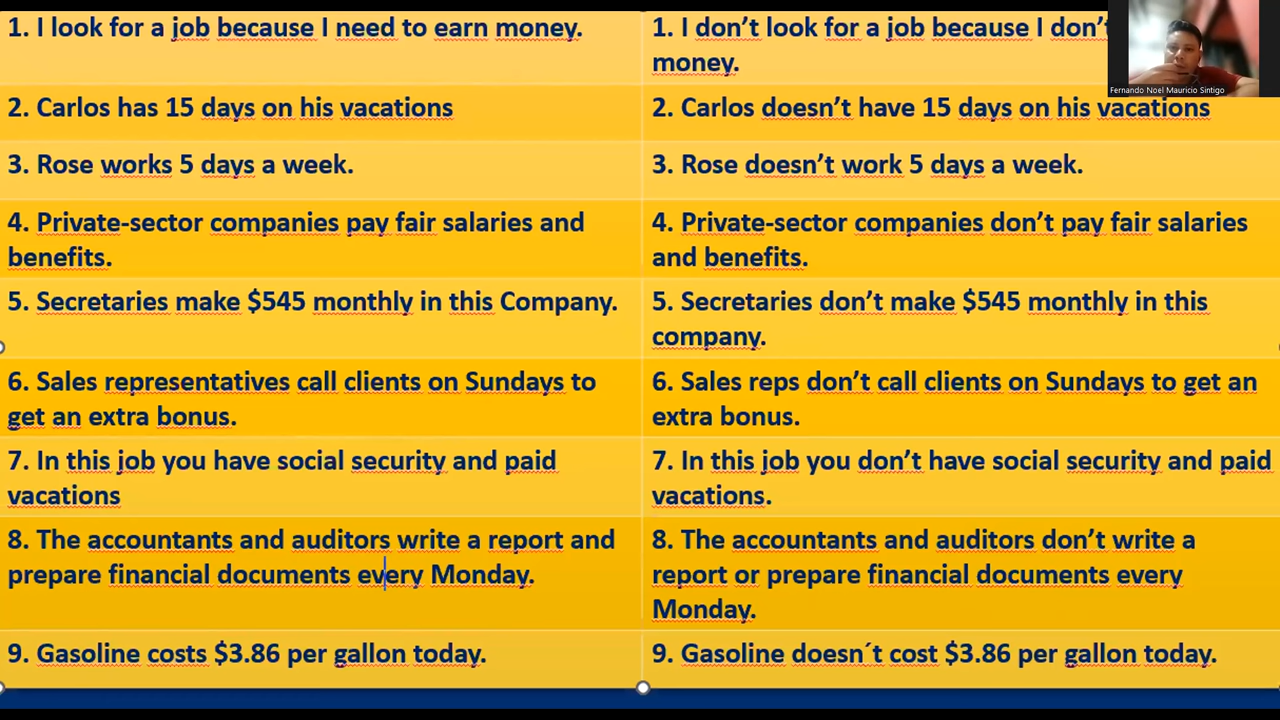 1. I look for a job because I need to earn money.
1. I don't look for a job because I don't
money.
2. Carlos has 15 days on his vacations
2. Carlos doesn't have 15 days on his vacations
3. Rose works 5 days a week.
3. Rose doesn't work 5 days a week.
4. Private-sector companies pay fair salaries and
benefits.
4. Private-sector companies don't pay fair salaries
and benefits.
5. Secretaries make $545 monthly in this Company.
5. Secretaries don't make $545 monthly in this
company.
6. Sales representatives call clients on Sundays to
get an extra bonus.
6. Sales reps don't call clients on Sundays to get an
extra bonus.
7. In this job you have social security and paid
vacations
7. In this job you don't have social security and paid
vacations.
8. The accountants and auditors write a report and
prepare financial documents every Monday.
8. The accountants and auditors don't write a
report or prepare financial documents every
Monday.
9. Gasoline costs $3.86 per gallon today.
9. Gasoline doesn´t cost $3.86 per gallon today.
Fernando Noel Mauricio Sintigo